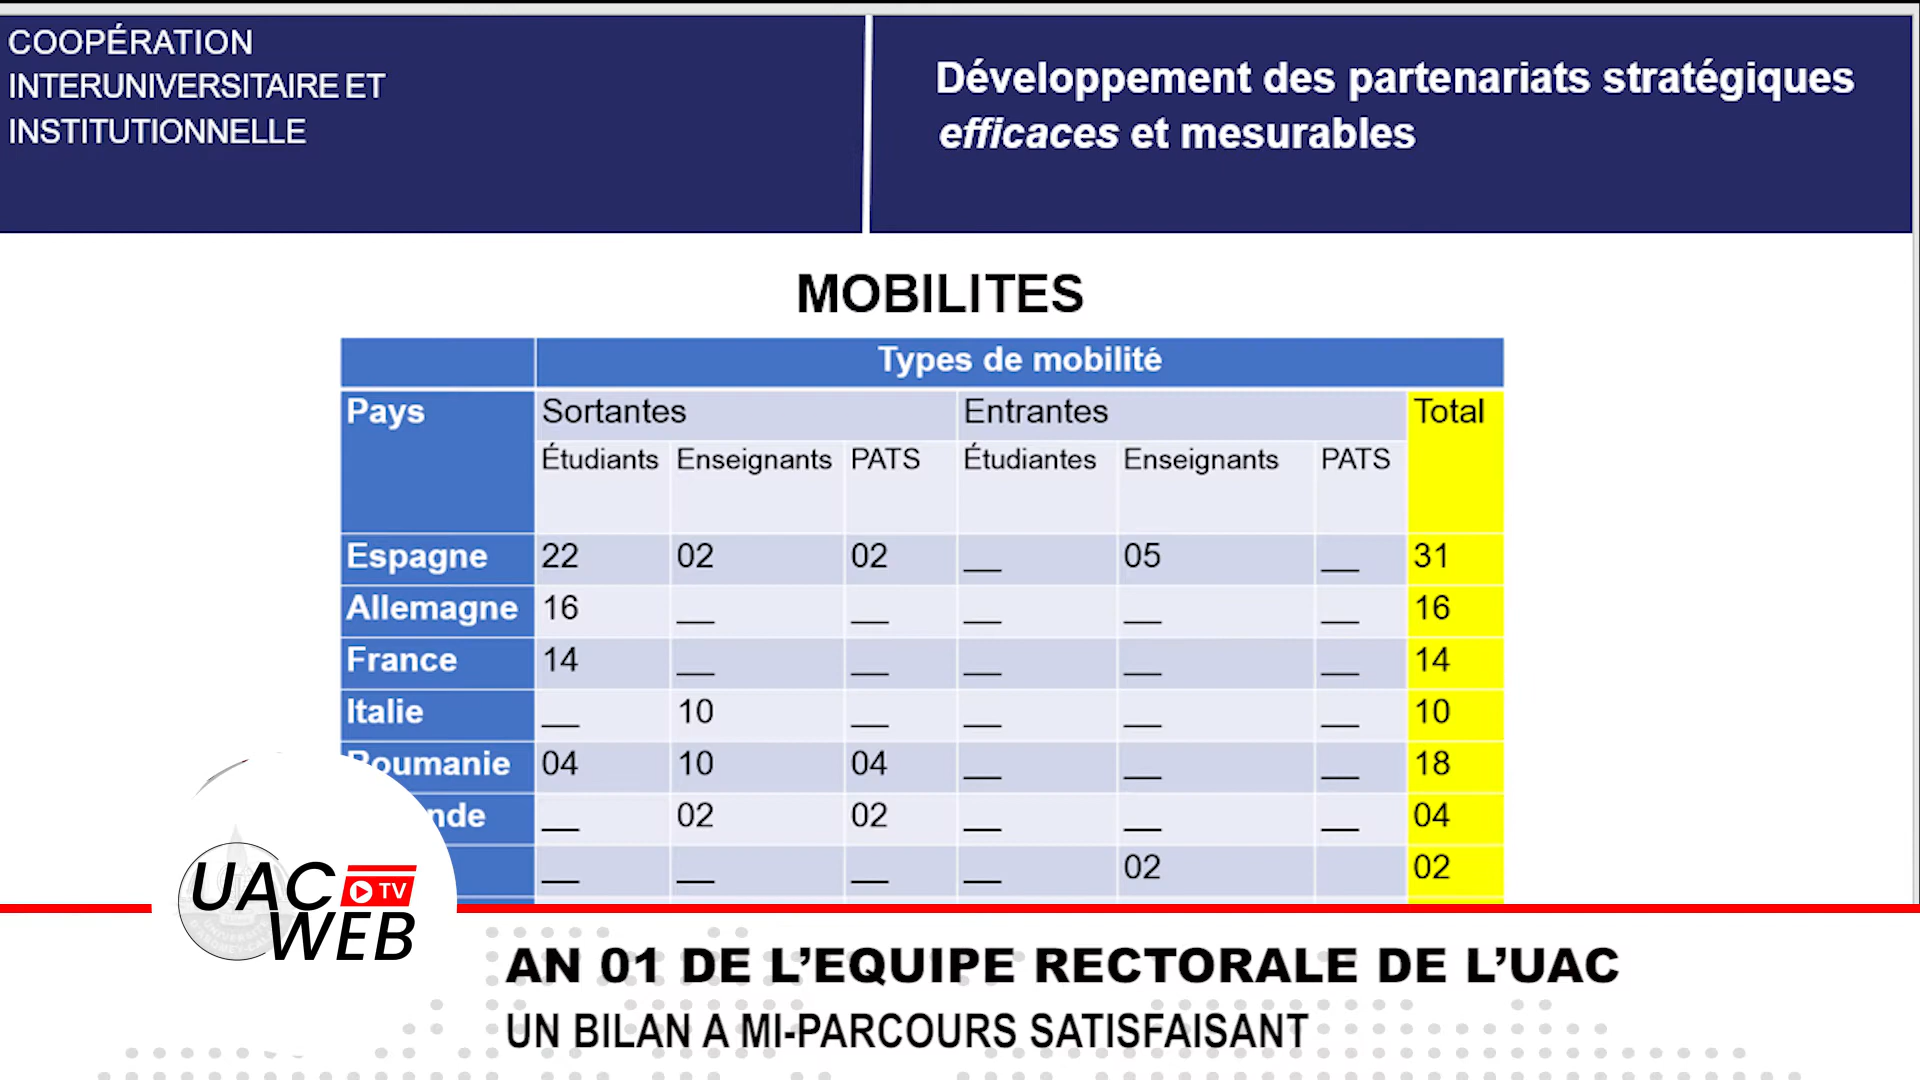 COOPÉRATION
INTERUNIVERSITAIRE ET
INSTITUTIONNELLE
Développement des partenariats stratégiques
efficaces et mesurables
MOBILITES
Types de mobilité
Pays Sortantes Entrantes Total
Étudiants Enseignants PATS Étudiantes Enseignants PATS
Espagne 22 02 02 __ 05 __ 31
Allemagne 16 __ __ __ __ __ 16
France 14 __ __ __ __ __ 14
Italie __ 10 __ __ __ __ 10
Roumanie 04 10 04 __ __ __ 18
__ 02 02 __ __ __ 04
__ __ __ __ 02 02
UAC TV
WEB
AN 01 DE L’EQUIPE RECTORALE DE L’UAC
UN BILAN A MI-PARCOURS SATISFAISANT